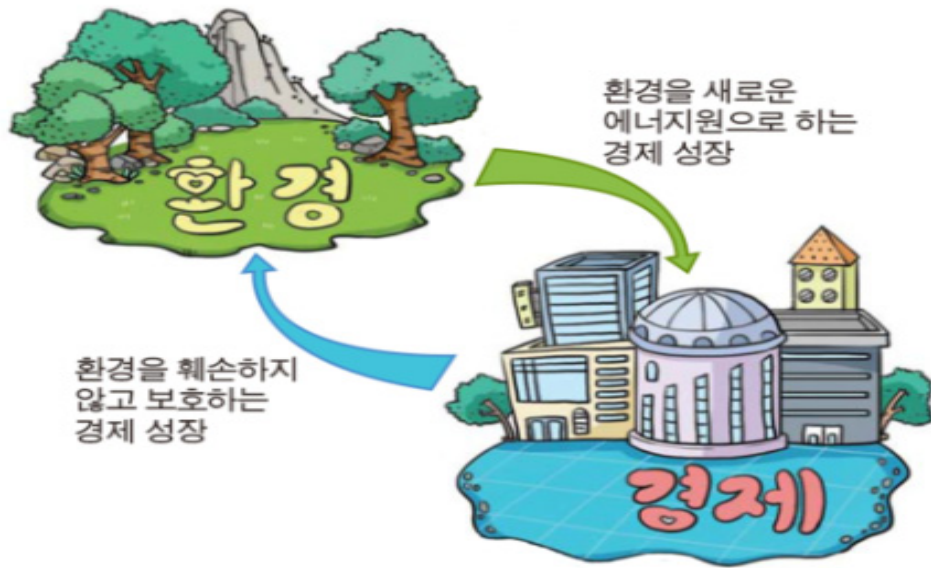 환경을 새로운
에너지원으로 하는
경제 성장
환경
환경을 훼손하지
않고 보호하는
경제 성장
경제